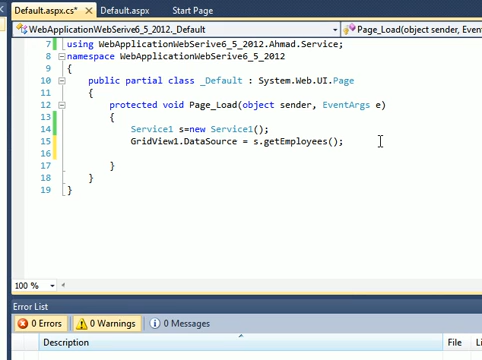 Default.aspx.cs* Default.aspx Start Page
WebApplicationWebSerive6_5_2012._Default Page_Load(object sender, Event
7 using WebApplicationWebSerive6_5_2012.Ahmad.Service;
8 namespace WebApplicationWebSerive6_5_2012
9 {
10 public partial class _Default : System.Web.UI.Page
11 {
12 protected void Page_Load(object sender, EventArgs e)
13 {
14 Service1 s=new Service1();
15 GridView1.DataSource = s.getEmployees();
16
17 }
18 }
19 }
100 %
Error List
0 Errors 0 Warnings 0 Messages
Description File